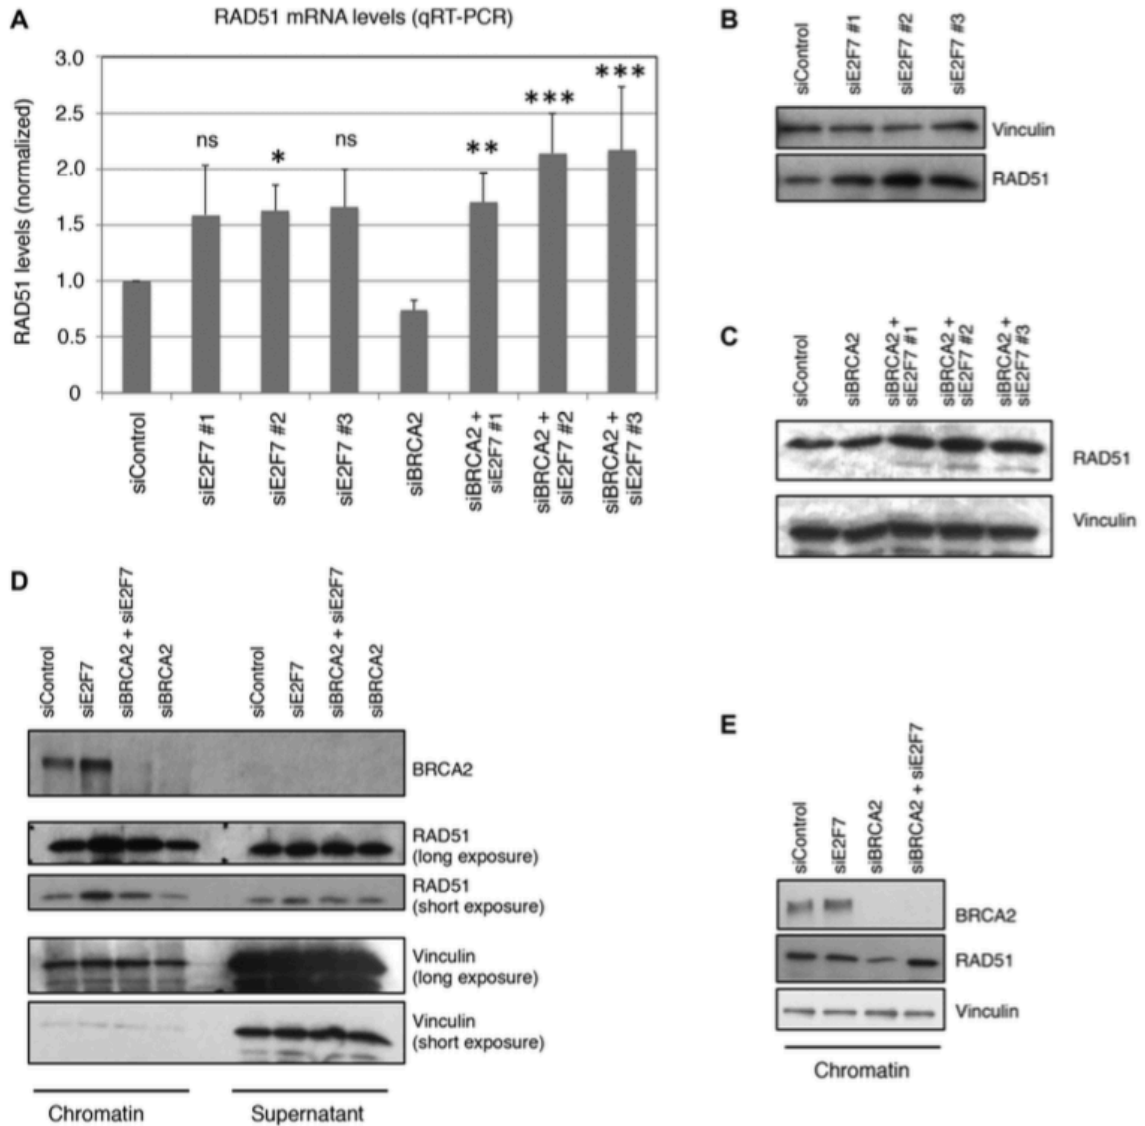 A
RAD51 mRNA levels (qRT-PCR)
RAD51 levels (normalized)
3.0
2.5
2.0
1.5
1.0
0.5
0
ns
*
ns
**
***
***
siControl
siE2F7 #1
siE2F7 #2
siE2F7 #3
siBRCA2
siBRCA2 +
siE2F7 #1
siBRCA2 +
siE2F7 #2
siBRCA2 +
siE2F7 #3
B
siControl
siE2F7 #1
siE2F7 #2
siE2F7 #3
Vinculin
RAD51
C
siControl
siBRCA2
siBRCA2 +
siE2F7 #1
siBRCA2 +
siE2F7 #2
siBRCA2 +
siE2F7 #3
RAD51
Vinculin
D
siControl
siE2F7
siBRCA2 + siE2F7
siBRCA2
siControl
siE2F7
siBRCA2 + siE2F7
siBRCA2
BRCA2
RAD51
(long exposure)
RAD51
(short exposure)
Vinculin
(long exposure)
Vinculin
(short exposure)
Chromatin
Supernatant
E
siControl
siE2F7
siBRCA2
siBRCA2 + siE2F7
BRCA2
RAD51
Vinculin
Chromatin